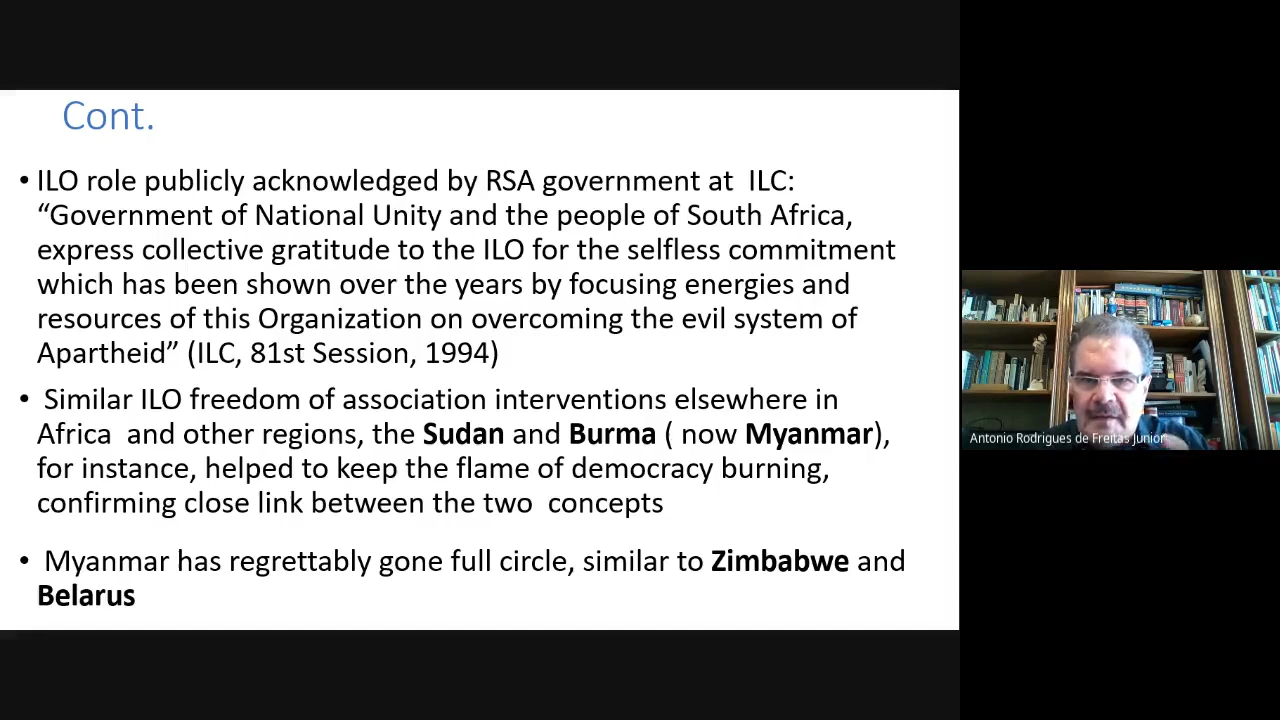 Cont.
• ILO role publicly acknowledged by RSA government at  ILC:
“Government of National Unity and the people of South Africa,
express collective gratitude to the ILO for the selfless commitment
which has been shown over the years by focusing energies and
resources of this Organization on overcoming the evil system of
Apartheid” (ILC, 81st Session, 1994)
•  Similar ILO freedom of association interventions elsewhere in
Africa  and other regions, the Sudan and Burma ( now Myanmar),
for instance, helped to keep the flame of democracy burning,
confirming close link between the two  concepts
•  Myanmar has regrettably gone full circle, similar to Zimbabwe and
Belarus
Antonio Rodrigues de Freitas Junior